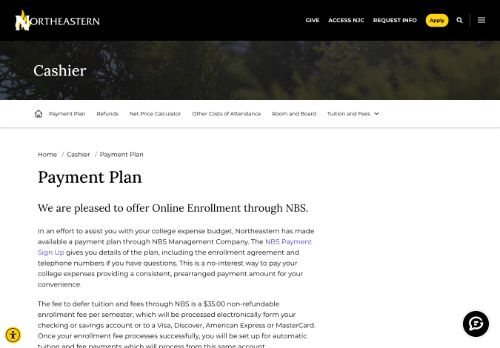 NORTHEASTERN
GIVE ACCESS NJC REQUEST INFO Apply
Cashier
Payment Plan Refunds Net Price Calculator Other Costs of Attendance Room and Board Tuition and Fees
Home / Cashier / Payment Plan
Payment Plan
We are pleased to offer Online Enrollment through NBS.
In an effort to assist you with your college expense budget, Northeastern has made
available a payment plan through NBS Management Company. The NBS Payment
Sign Up gives you details of the plan, including the enrollment agreement and
telephone numbers if you have questions. This is a no-interest way to pay your
college expenses providing a consistent, prearranged payment amount for your
convenience.
The fee to defer tuition and fees through NBS is a $35.00 non-refundable
enrollment fee per semester, which will be processed electronically form your
checking or savings account or to a Visa, Discover, American Express or MasterCard.
Once your enrollment fee processes successfully, you will be set up for automatic
tuition and fee payments which will process from this same account.